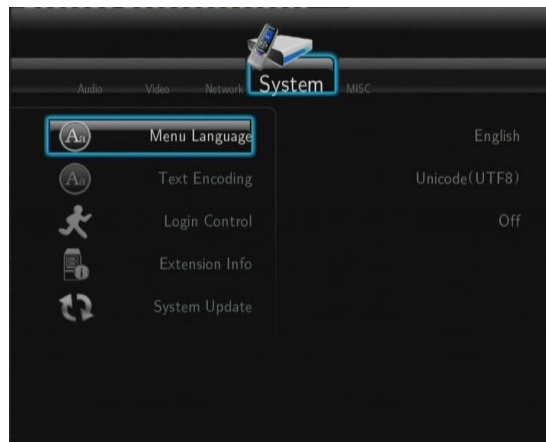 Audio Video Network System MISC
Menu Language English
Text Encoding Unicode(UTF8)
Login Control Off
Extension Info
System Update